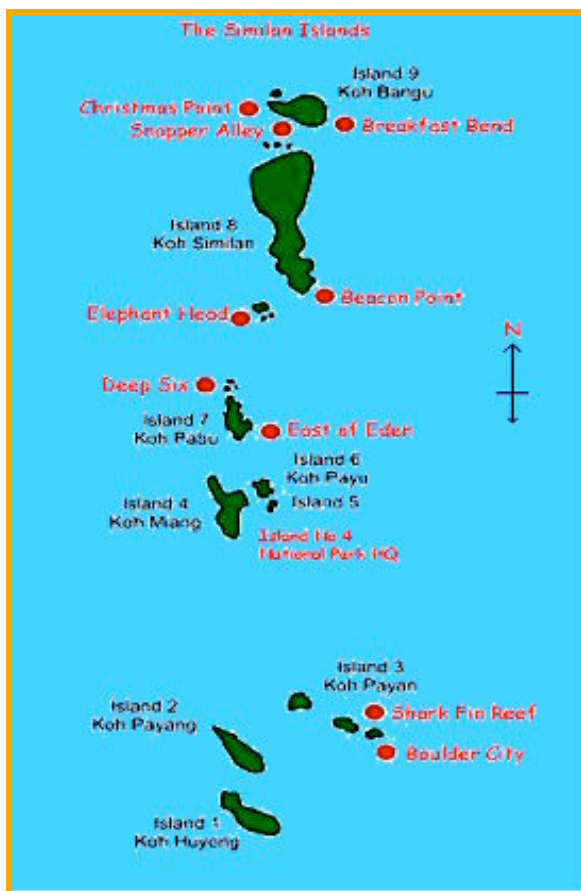 The Similan Islands
Island 9
Koh Bangu
Christmas Point
Snapper Alley
Breakfast Bend
Island 8
Koh Similan
Beacon Point
Elephant Head
N
Deep Six
Island 7
Koh Pabu
East of Eden
Island 6
Koh Payu
Island 4
Koh Miang
Island 5
Island No 4
National Park HQ
Island 3
Koh Payan
Island 2
Koh Payang
Shark Fin Reef
Boulder City
Island 1
Koh Huyong